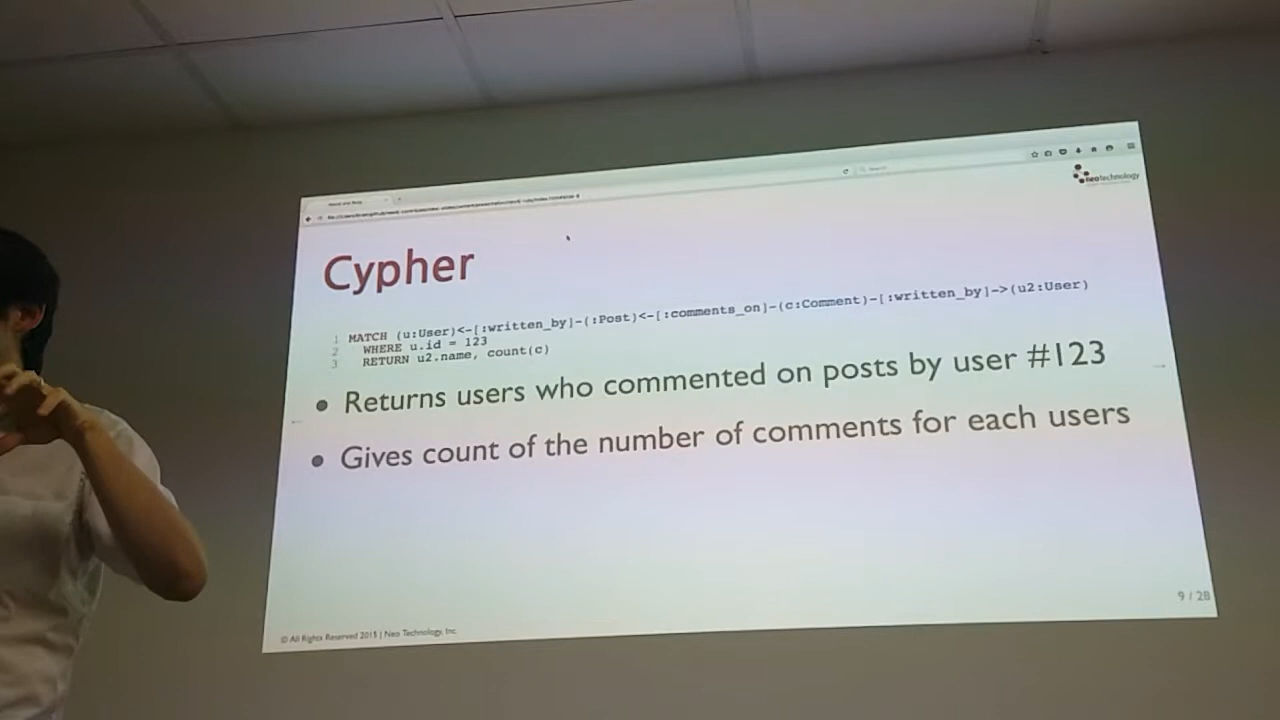 neotechnology
Cypher
1 MATCH (u:User)<-[:written_by]-(:Post)<-[:comments_on]-(c:Comment)-[:written_by]->(u2:User)
2 WHERE u.id = 123
3 RETURN u2.name, count(c)
• Returns users who commented on posts by user #123
• Gives count of the number of comments for each users
9 / 28
© All Rights Reserved 2015 | Neo Technology, Inc.